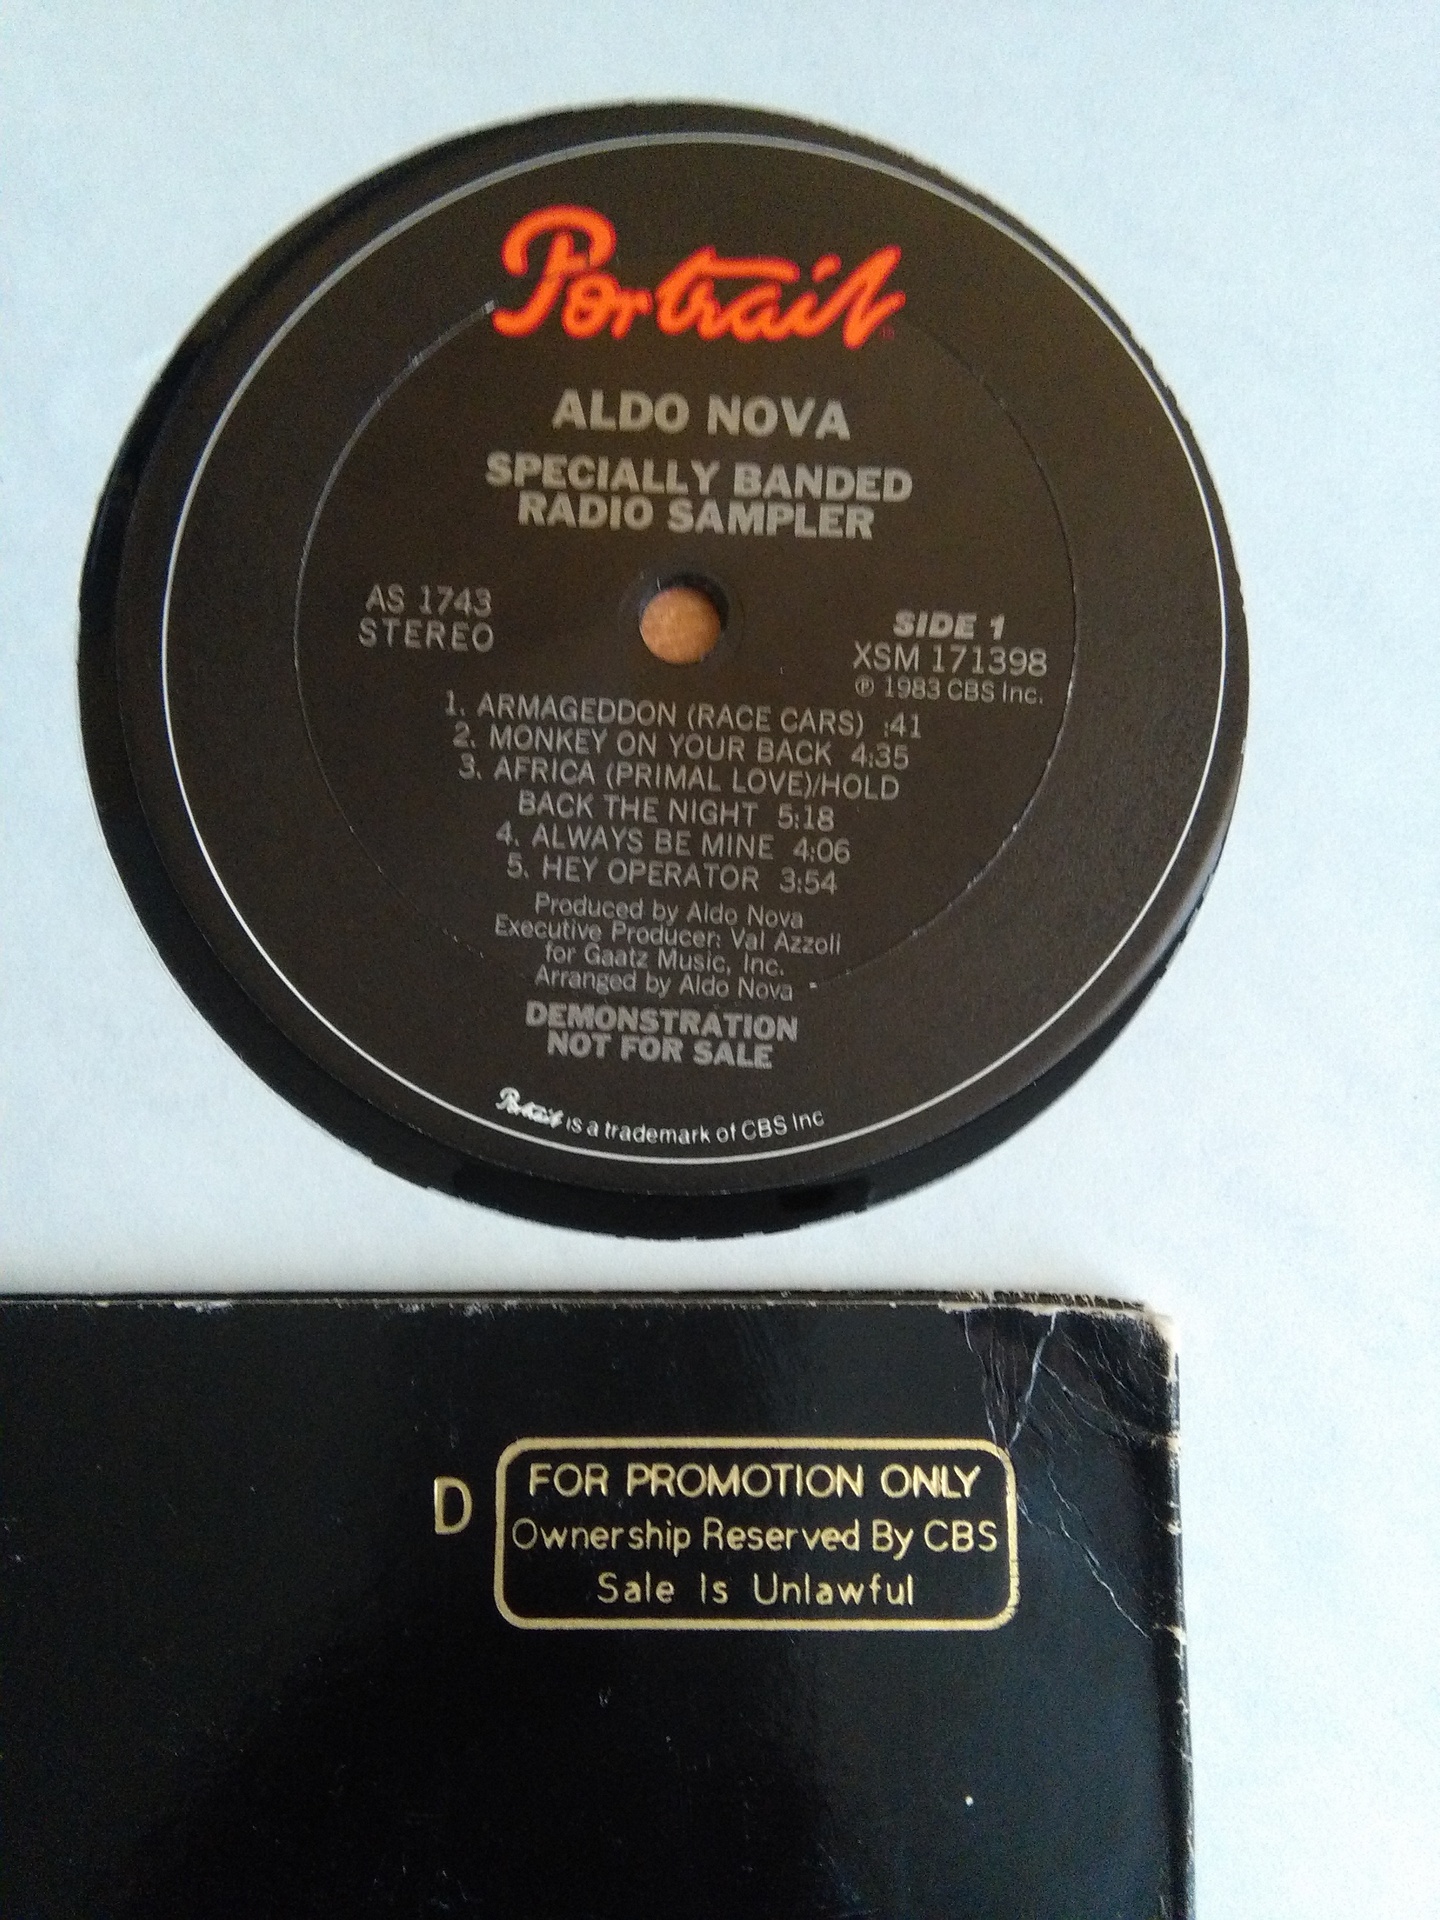 Portrait
ALDO NOVA
SPECIALLY BANDED
RADIO SAMPLER
AS 1743
STEREO
SIDE 1
XSM 171398
℗ 1983 CBS Inc.
1. ARMAGEDDON (RACE CARS) :41
2. MONKEY ON YOUR BACK 4:35
3. AFRICA (PRIMAL LOVE)/HOLD
BACK THE NIGHT 5:18
4. ALWAYS BE MINE 4:06
5. HEY OPERATOR 3:54
Produced by Aldo Nova
Executive Producer: Val Azzoli
for Gaatz Music, Inc.
Arranged by Aldo Nova
DEMONSTRATION
NOT FOR SALE
Portrait is a trademark of CBS Inc
D
FOR PROMOTION ONLY
Ownership Reserved By CBS
Sale Is Unlawful